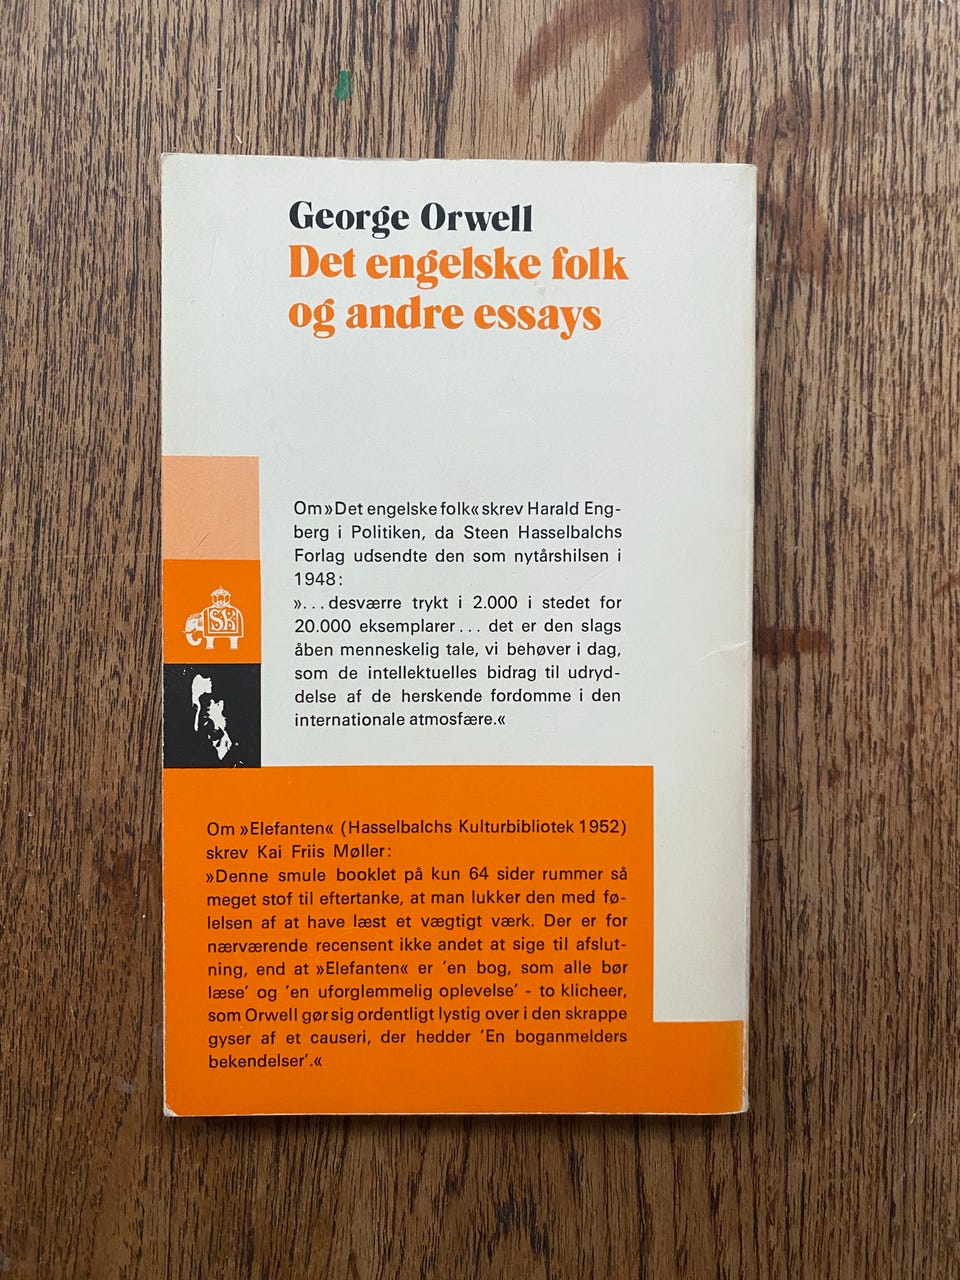 George Orwell
Det engelske folk
og andre essays
Om »Det engelske folk« skrev Harald Eng-
berg i Politiken, da Steen Hasselbalchs
Forlag udsendte den som nytårshilsen i
1948:
»...desværre trykt i 2.000 i stedet for
20.000 eksemplarer... det er den slags
åben menneskelig tale, vi behøver i dag,
som de intellektuelles bidrag til udryd-
delse af de herskende fordomme i den
internationale atmosfære.«
Om »Elefanten« (Hasselbalchs Kulturbibliotek 1952)
skrev Kai Friis Møller:
»Denne smule booklet på kun 64 sider rummer så
meget stof til eftertanke, at man lukker den med fø-
lelsen af at have læst et vægtigt værk. Der er for
nærværende recensent ikke andet at sige til afslut-
ning, end at »Elefanten« er 'en bog, som alle bør
læse' og 'en uforglemmelig oplevelse' - to klicheer,
som Orwell gør sig ordentligt lystig over i den skrappe
gyser af et causeri, der hedder 'En boganmelders
bekendelser'.«